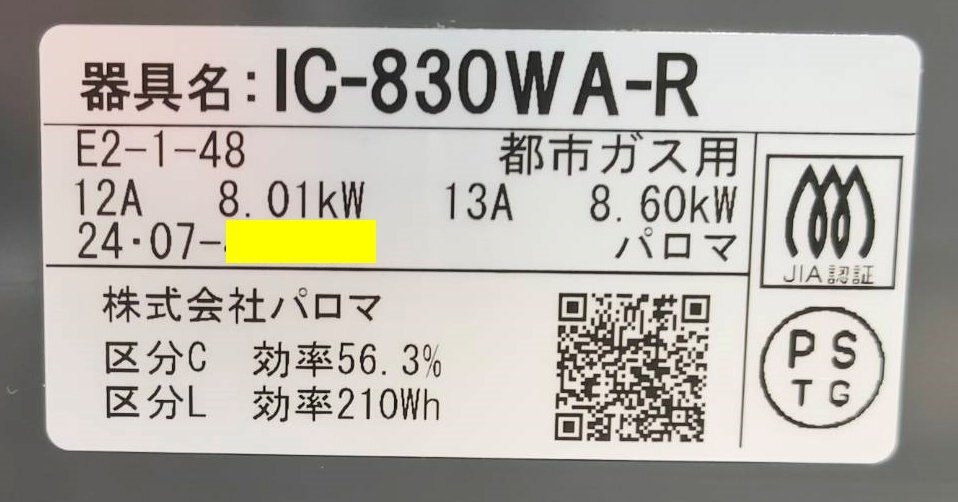 器具名:IC-830WA-R
E2-1-48 都市ガス用
12A 8.01kW 13A 8.60kW
24・07- パロマ
JIA認証
株式会社パロマ
区分C 効率56.3%
区分L 効率210Wh
PS
TG